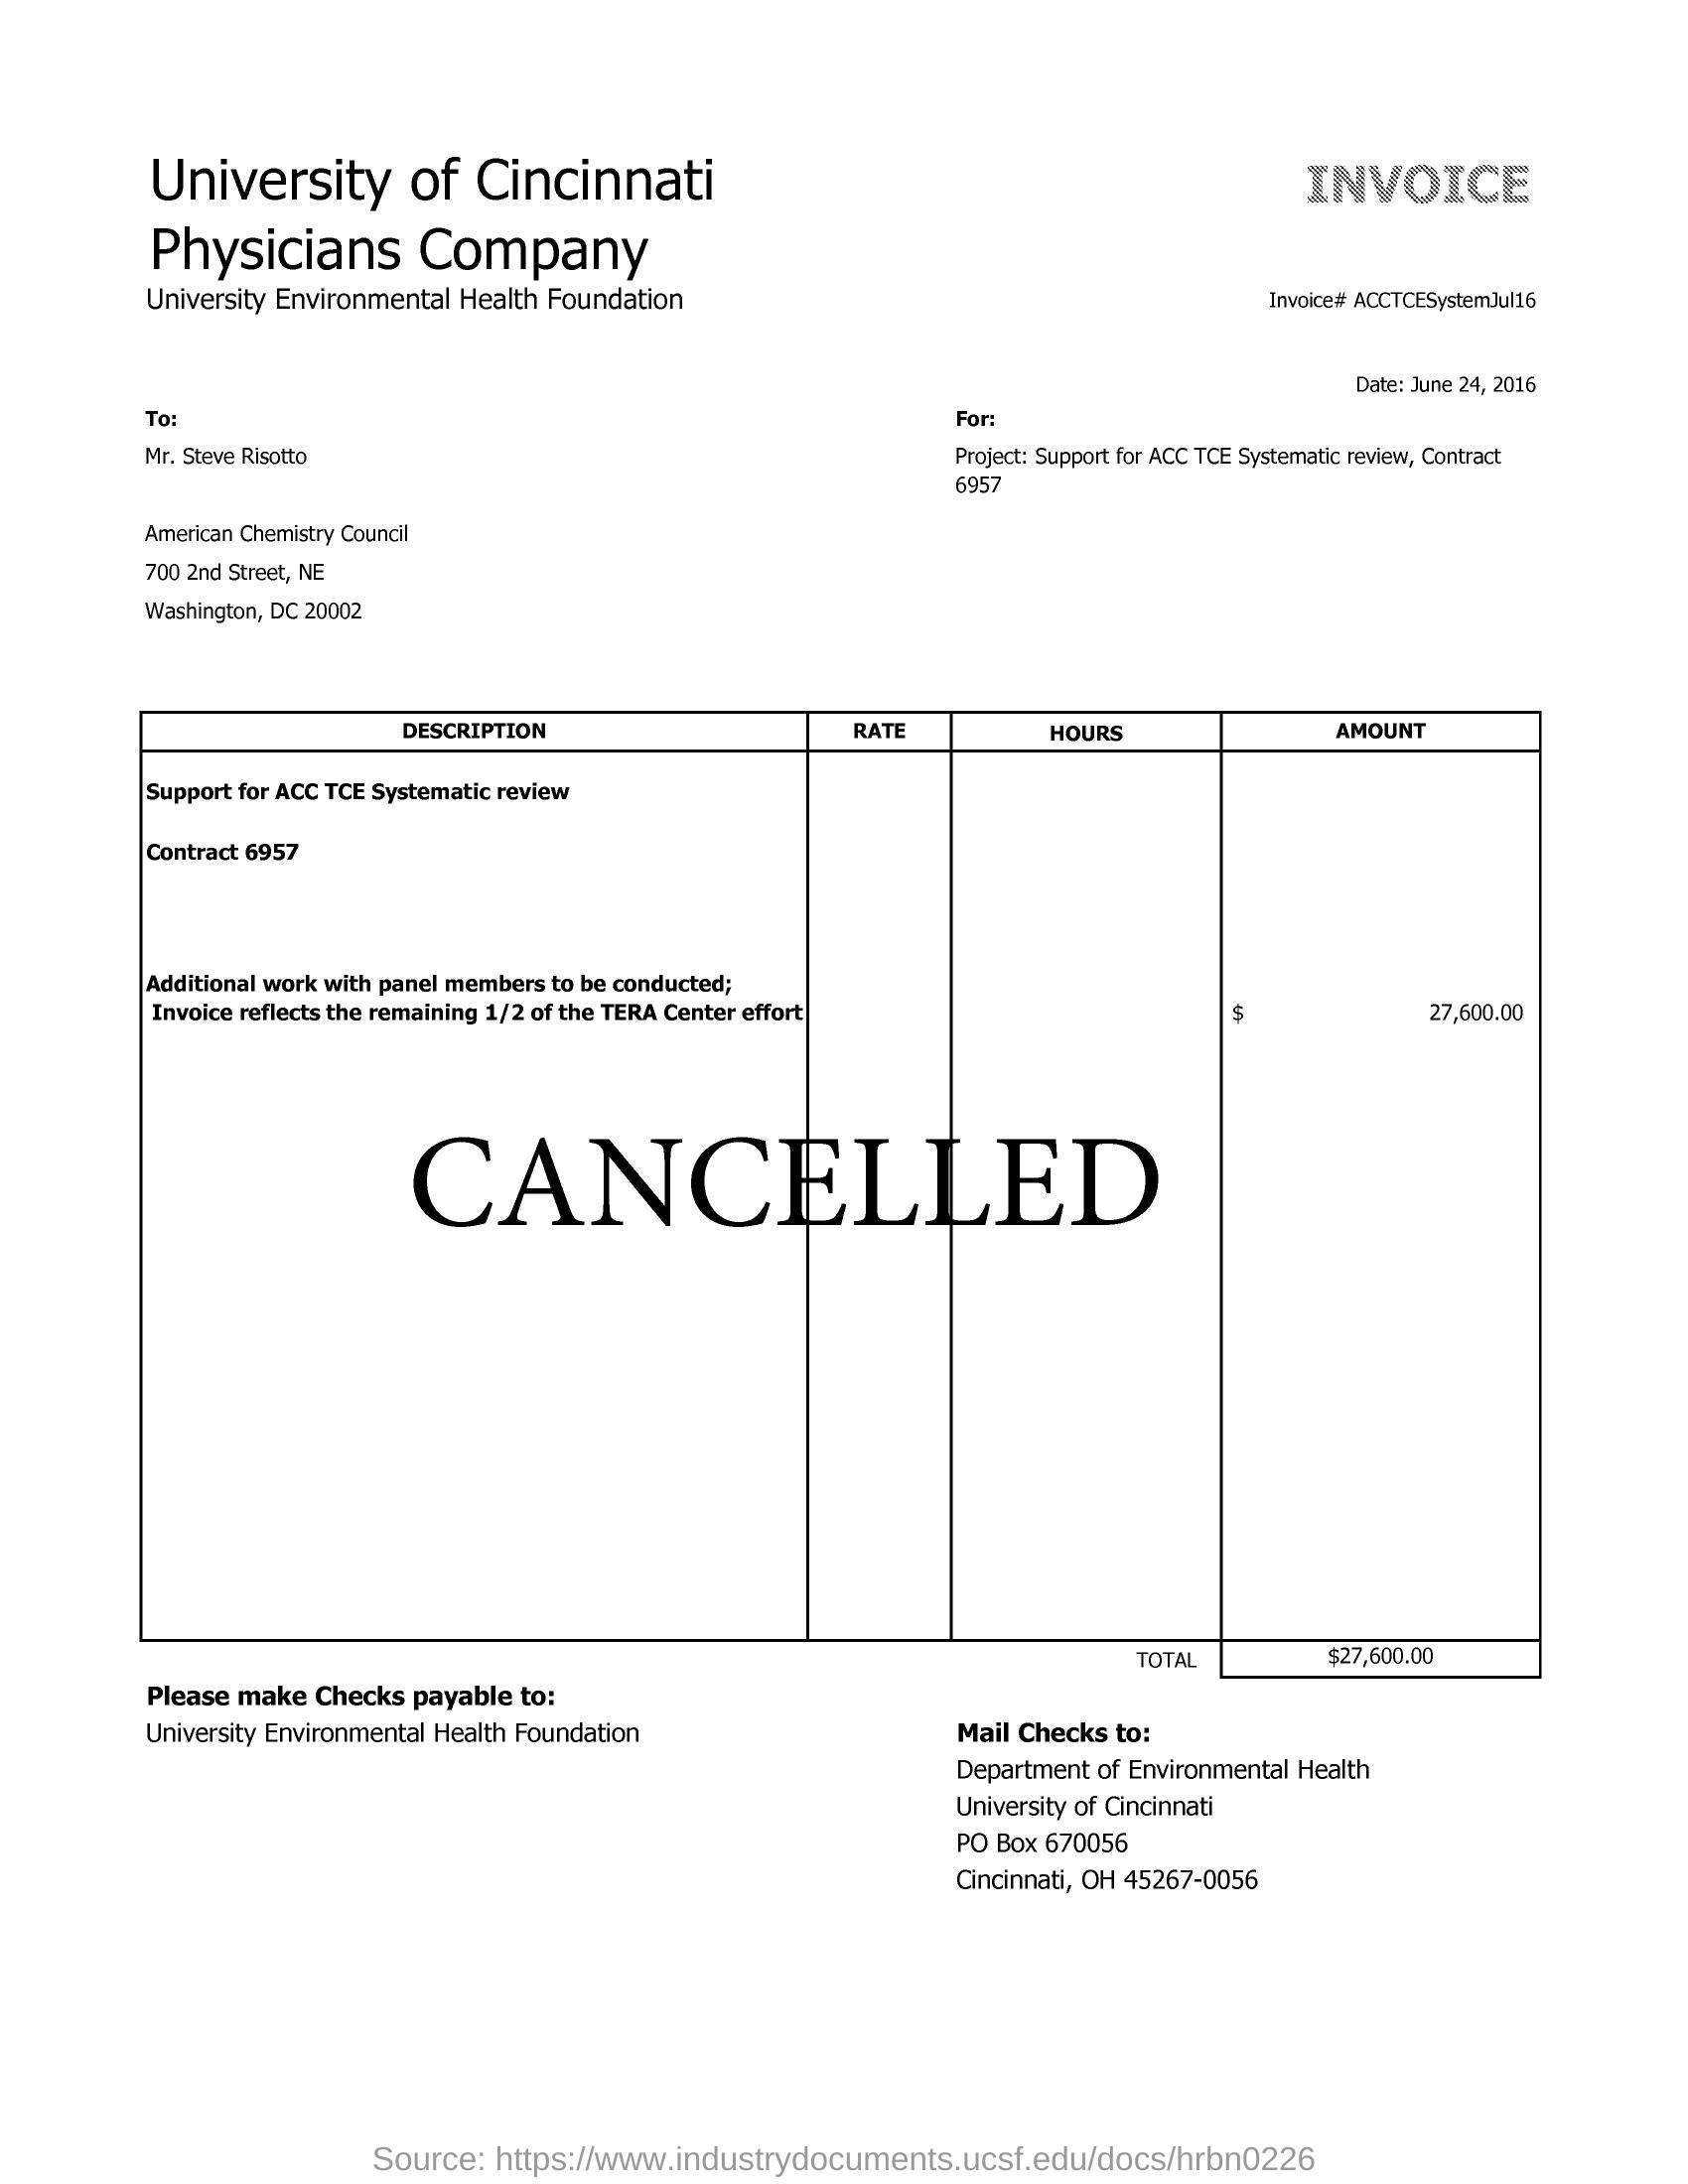 University of Cincinnati
Physicians Company
University Environmental Health Foundation
INVOICE
Invoice# ACCTCESystemJul16
Date: June 24, 2016
To:
Mr. Steve Risotto
American Chemistry Council
700 2nd Street, NE
Washington, DC 20002
For:
Project: Support for ACC TCE Systematic review, Contract
6957
DESCRIPTION RATE HOURS AMOUNT
Support for ACC TCE Systematic review
Contract 6957
Additional work with panel members to be conducted;
Invoice reflects the remaining 1/2 of the TERA Center effort $ 27,600.00
CANCELLED
TOTAL $27,600.00
Please make Checks payable to:
University Environmental Health Foundation
Mail Checks to:
Department of Environmental Health
University of Cincinnati
PO Box 670056
Cincinnati, OH 45267-0056
Source: https://www.industrydocuments.ucsf.edu/docs/hrbn0226